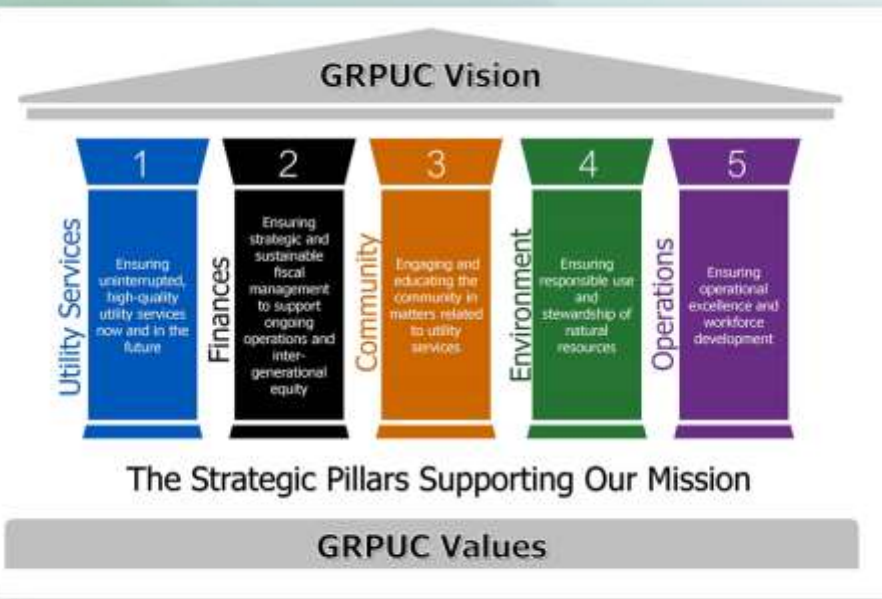 GRPUC Vision
1
Utility Services
Ensuring
uninterrupted,
high-quality
utility services
now and in the
future
2
Finances
Ensuring
strategic and
sustainable
fiscal
management
to support
ongoing
operations and
inter-
generational
equity
3
Community
Engaging and
educating the
community in
matters related
to utility
services
4
Environment
Ensuring
responsible use
and
stewardship of
natural
resources
5
Operations
Ensuring
operational
excellence and
workforce
development
The Strategic Pillars Supporting Our Mission
GRPUC Values